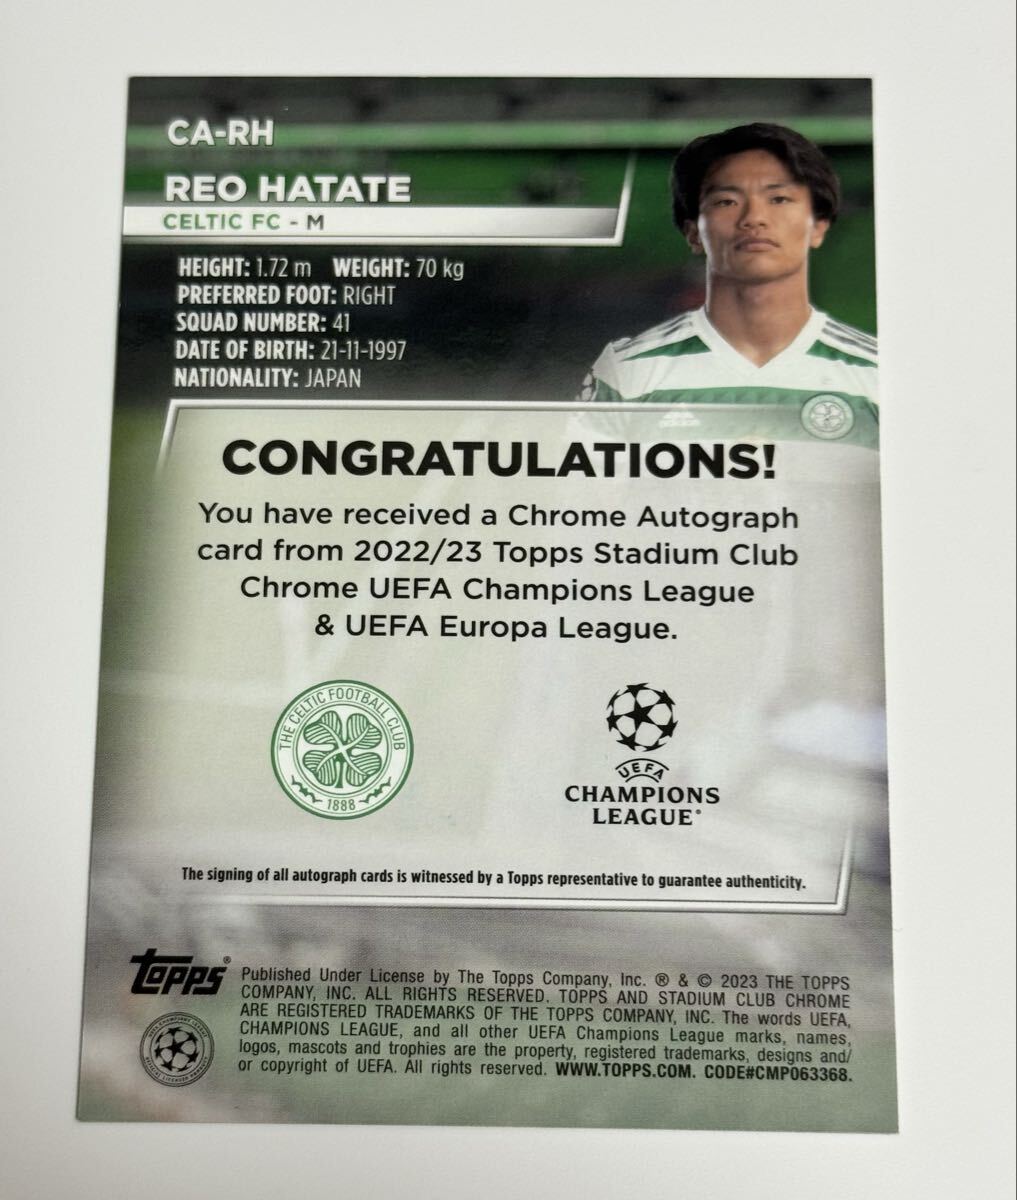 CA-RH
REO HATATE
CELTIC FC - M
HEIGHT: 1.72 m WEIGHT: 70 kg
PREFERRED FOOT: RIGHT
SQUAD NUMBER: 41
DATE OF BIRTH: 21-11-1997
NATIONALITY: JAPAN
CONGRATULATIONS!
You have received a Chrome Autograph
card from 2022/23 Topps Stadium Club
Chrome UEFA Champions League
& UEFA Europa League.
THE CELTIC FOOTBALL CLUB
1888
UEFA
CHAMPIONS
LEAGUE®
The signing of all autograph cards is witnessed by a Topps representative to guarantee authenticity.
topps®
Published Under License by The Topps Company, Inc. ® & © 2023 THE TOPPS
COMPANY, INC. ALL RIGHTS RESERVED. TOPPS AND STADIUM CLUB CHROME
ARE REGISTERED TRADEMARKS OF THE TOPPS COMPANY, INC. The words UEFA,
CHAMPIONS LEAGUE, and all other UEFA Champions League marks, names,
logos, mascots and trophies are the property, registered trademarks, designs and/
or copyright of UEFA. All rights reserved. WWW.TOPPS.COM. CODE#CMP063368.